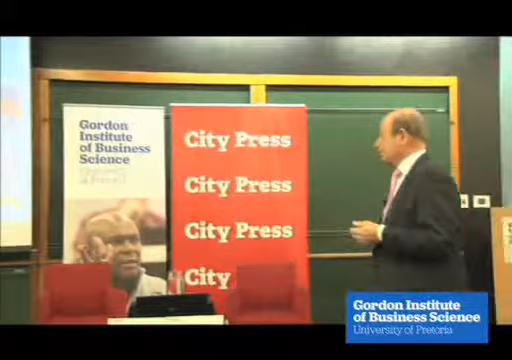 Gordon
Institute
of Business
Science
City Press
City Press
City Press
City
Gordon Institute
of Business Science
University of Pretoria